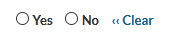 Yes No «Clear